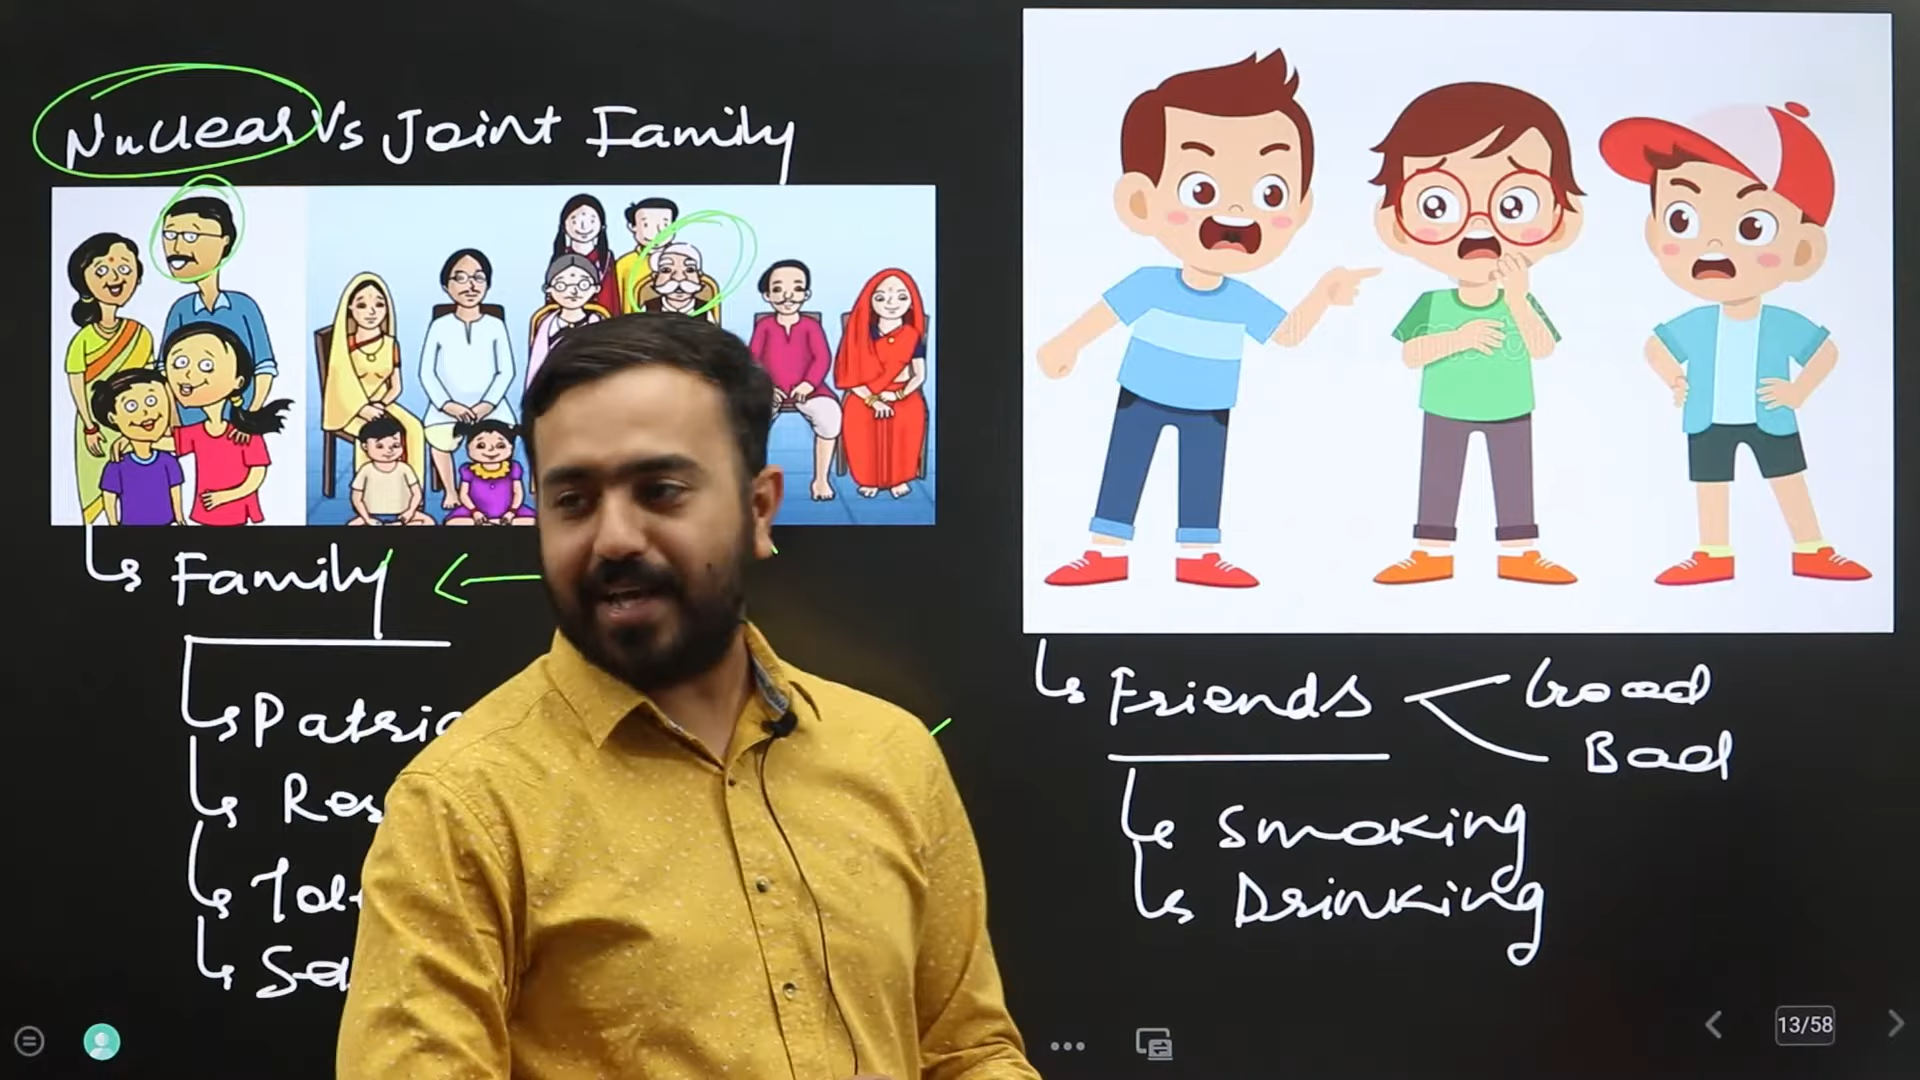 Nuclear Vs Joint Family
Family
Friends
Good
Bad
Smoking
Drinking
13/58